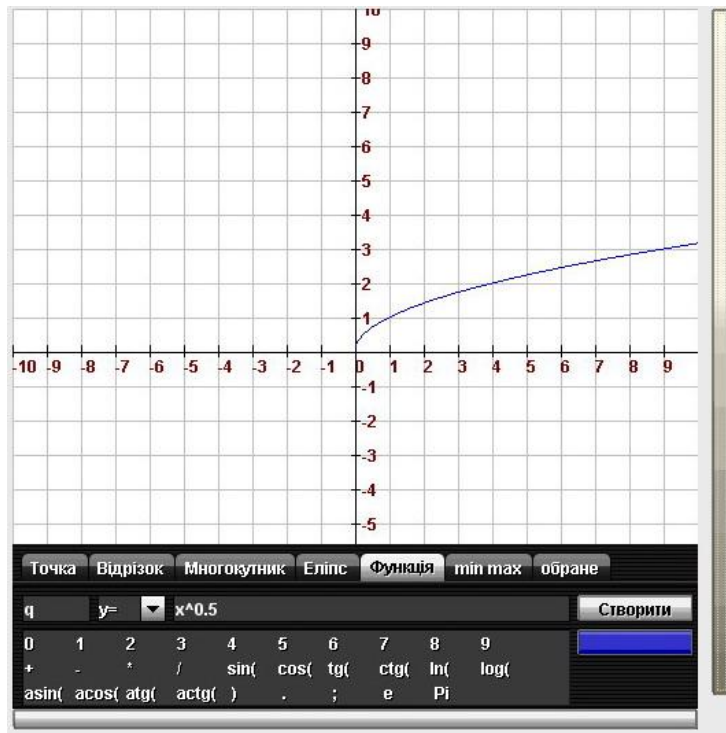 10
9
8
7
6
5
4
3
2
1
-10 -9 -8 -7 -6 -5 -4 -3 -2 -1 0 1 2 3 4 5 6 7 8 9
-1
-2
-3
-4
-5
Точка Відрізок Многокутник Еліпс Функція min max обране
q y= x^0.5 Створити
0 1 2 3 4 5 6 7 8 9
+ - * / sin( cos( tg( ctg( ln( log(
asin( acos( atg( actg( ) . ; e Pi